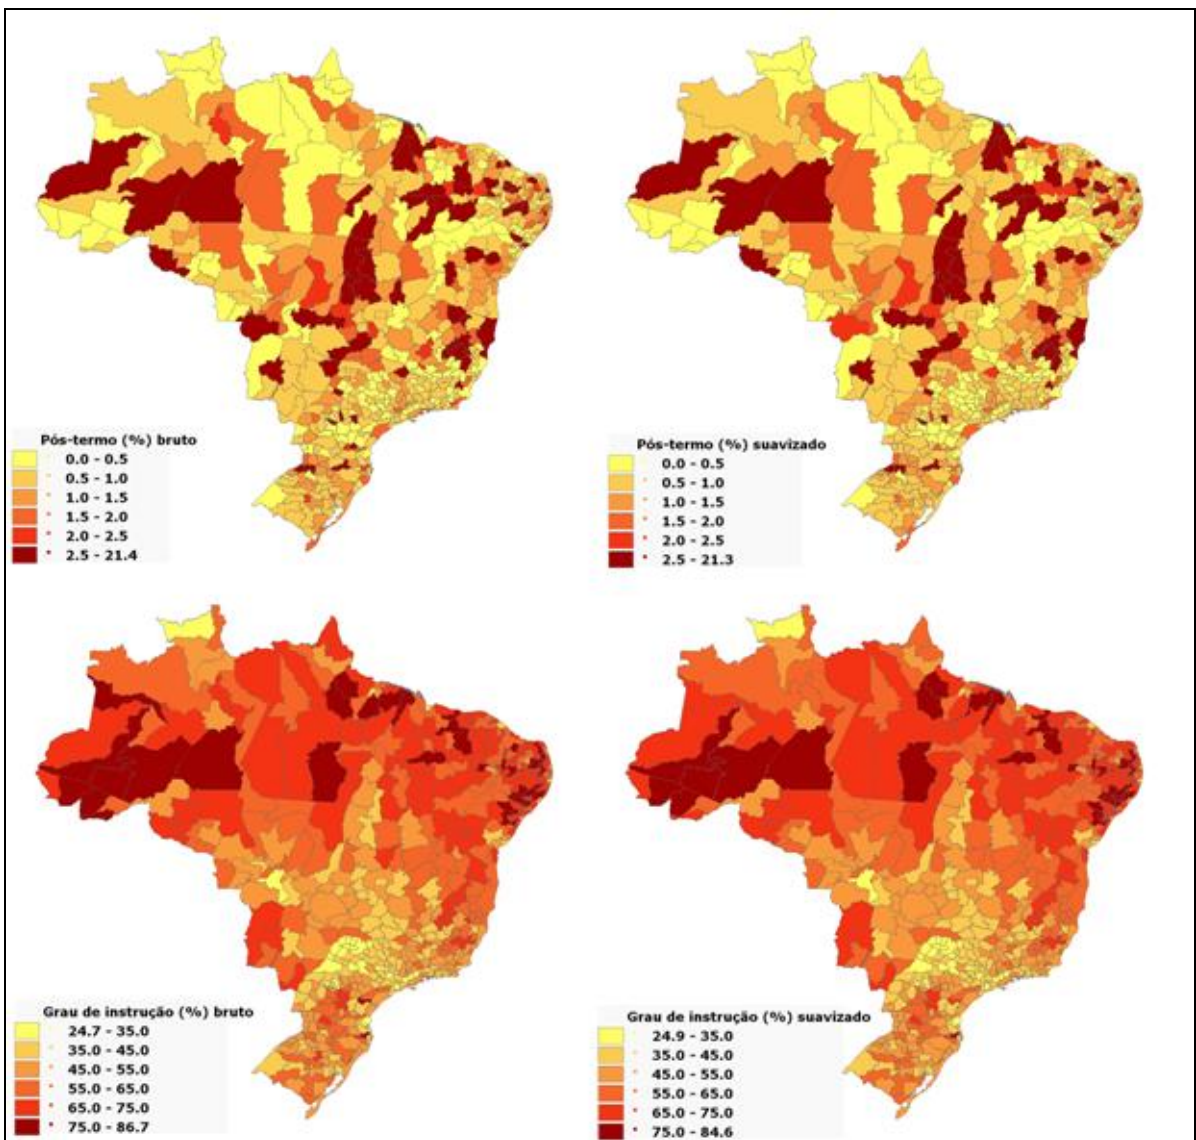 Pós-termo (%) bruto
0.0 - 0.5
0.5 - 1.0
1.0 - 1.5
1.5 - 2.0
2.0 - 2.5
2.5 - 21.4
Pós-termo (%) suavizado
0.0 - 0.5
0.5 - 1.0
1.0 - 1.5
1.5 - 2.0
2.0 - 2.5
2.5 - 21.3
Grau de instrução (%) bruto
24.7 - 35.0
35.0 - 45.0
45.0 - 55.0
55.0 - 65.0
65.0 - 75.0
75.0 - 86.7
Grau de instrução (%) suavizado
24.9 - 35.0
35.0 - 45.0
45.0 - 55.0
55.0 - 65.0
65.0 - 75.0
75.0 - 84.6